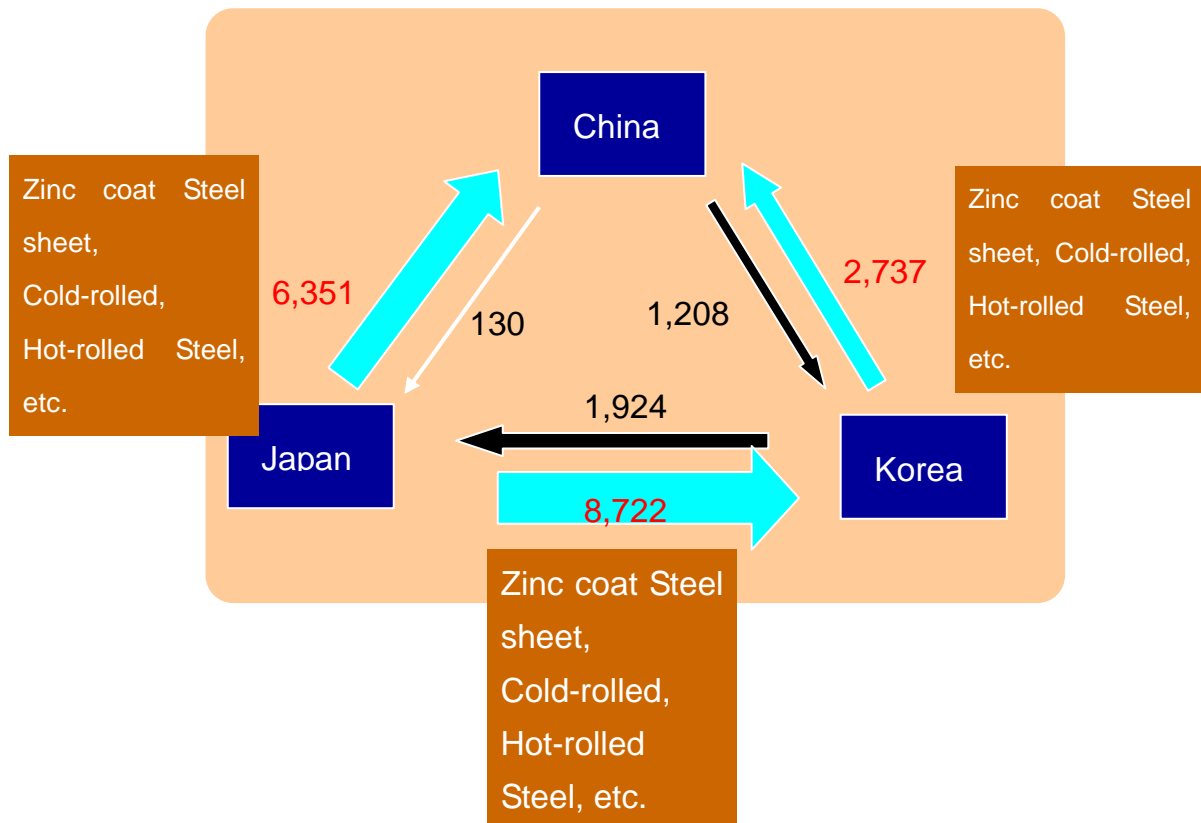 China
Zinc coat Steel
sheet,
Cold-rolled,
Hot-rolled Steel,
etc.
Zinc coat Steel
sheet, Cold-rolled,
Hot-rolled Steel,
etc.
6,351
130
1,208
2,737
1,924
Japan
Korea
8,722
Zinc coat Steel
sheet,
Cold-rolled,
Hot-rolled
Steel, etc.